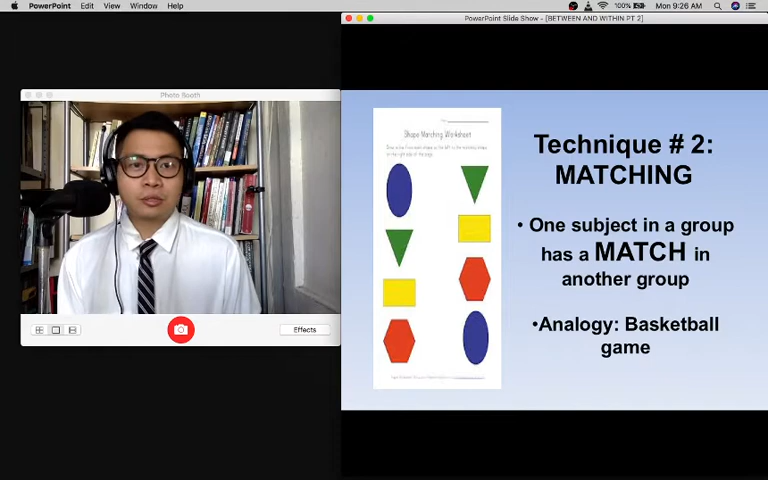 PowerPoint Edit View Window Help
100% Mon 9:26 AM
PowerPoint Slide Show - [BETWEEN AND WITHIN PT 2]
Photo Booth
Effects
Shape Matching Worksheet
Technique # 2:
MATCHING
• One subject in a group
has a MATCH in
another group
•Analogy: Basketball
game